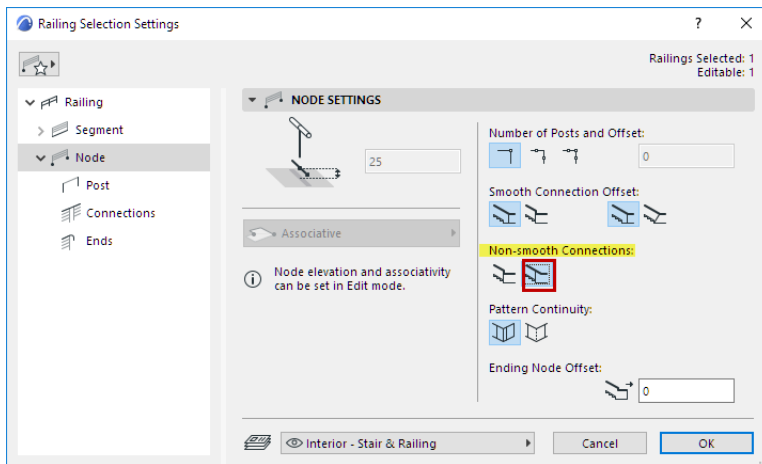 Railing Selection Settings
?
Railings Selected: 1
Editable: 1
Railing
Segment
Node
Post
Connections
Ends
NODE SETTINGS
25
Associative
Node elevation and associativity
can be set in Edit mode.
Number of Posts and Offset:
0
Smooth Connection Offset:
Non-smooth Connections:
Pattern Continuity:
Ending Node Offset:
0
Interior - Stair & Railing
Cancel
OK